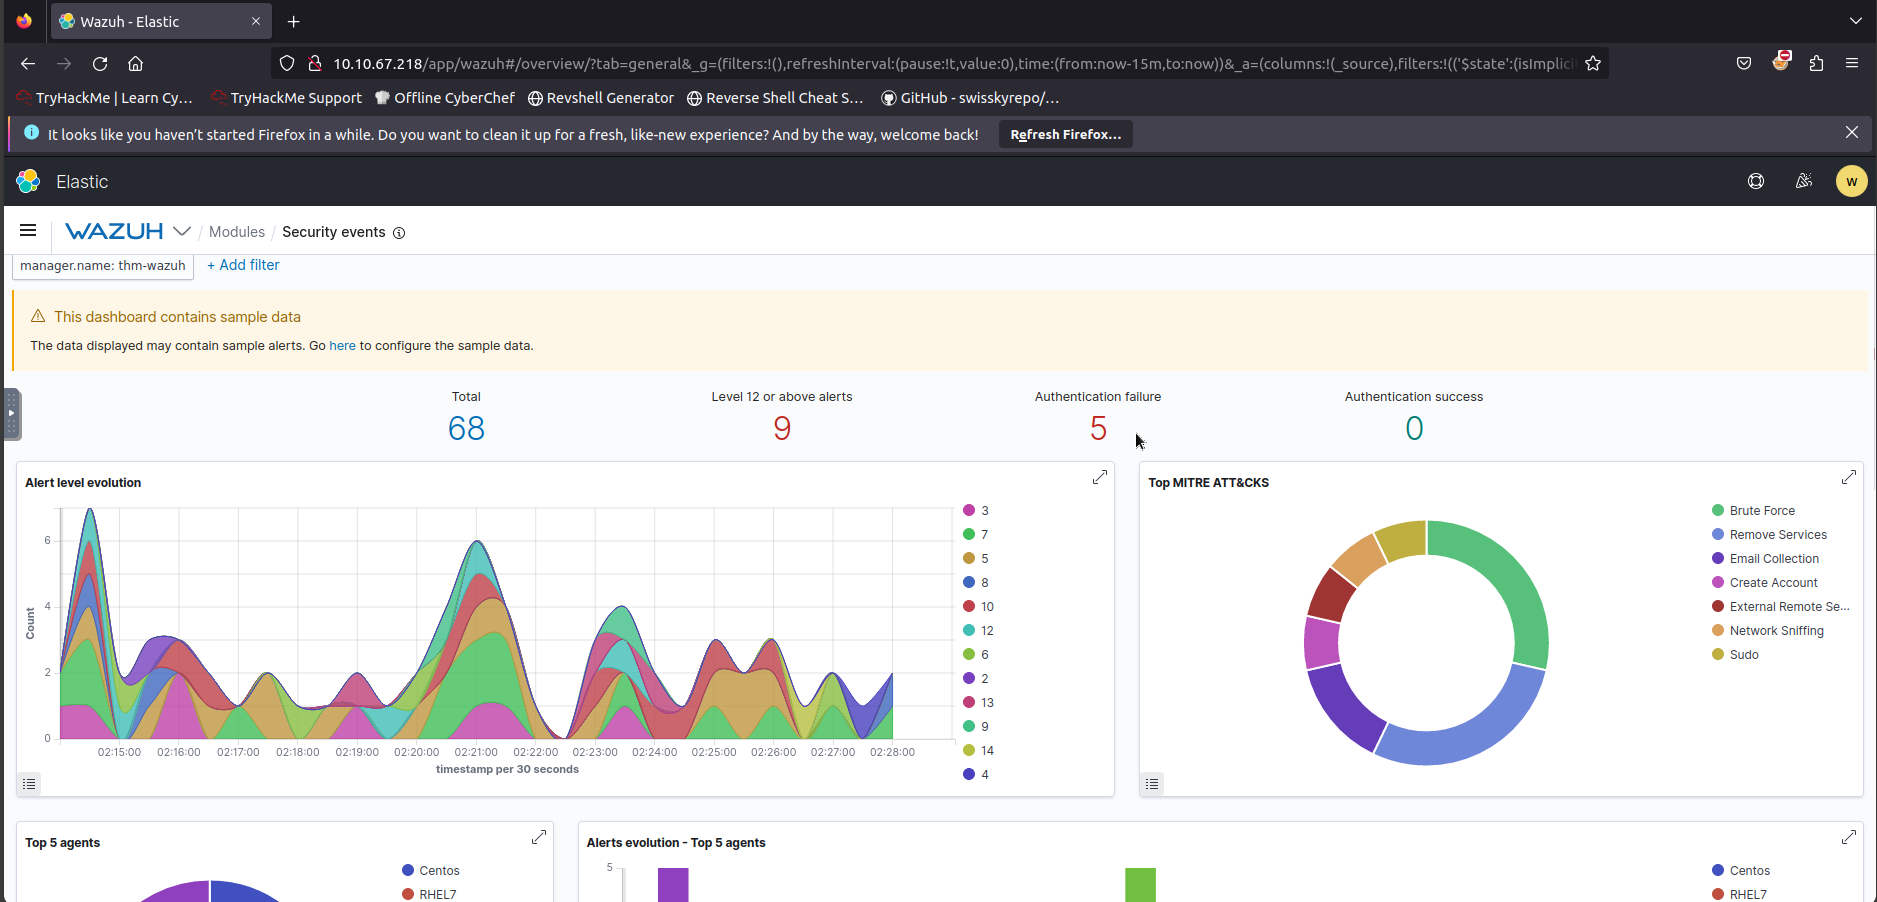 Wazuh - Elastic
10.10.67.218/app/wazuh#/overview/?tab=general&_g=(filters:!(),refreshInterval:(pause:!t,value:0),time:(from:now-15m,to:now))&_a=(columns:!(_source),filters:!(('$state':(isImplici
TryHackMe | Learn Cy…
TryHackMe Support
Offline CyberChef
Revshell Generator
Reverse Shell Cheat S…
GitHub - swisskyrepo/…
It looks like you haven't started Firefox in a while. Do you want to clean it up for a fresh, like-new experience? And by the way, welcome back!
Refresh Firefox…
Elastic
w
WAZUH / Modules / Security events
manager.name: thm-wazuh
+ Add filter
This dashboard contains sample data
The data displayed may contain sample alerts. Go here to configure the sample data.
Total
68
Level 12 or above alerts
9
Authentication failure
5
Authentication success
0
Alert level evolution
Count
6
4
2
0
02:15:00 02:16:00 02:17:00 02:18:00 02:19:00 02:20:00 02:21:00 02:22:00 02:23:00 02:24:00 02:25:00 02:26:00 02:27:00 02:28:00
timestamp per 30 seconds
3
7
5
8
10
12
6
2
13
9
14
4
Top MITRE ATT&CKS
Brute Force
Remove Services
Email Collection
Create Account
External Remote Se...
Network Sniffing
Sudo
Top 5 agents
Centos
RHEL7
Alerts evolution - Top 5 agents
5
Centos
RHEL7